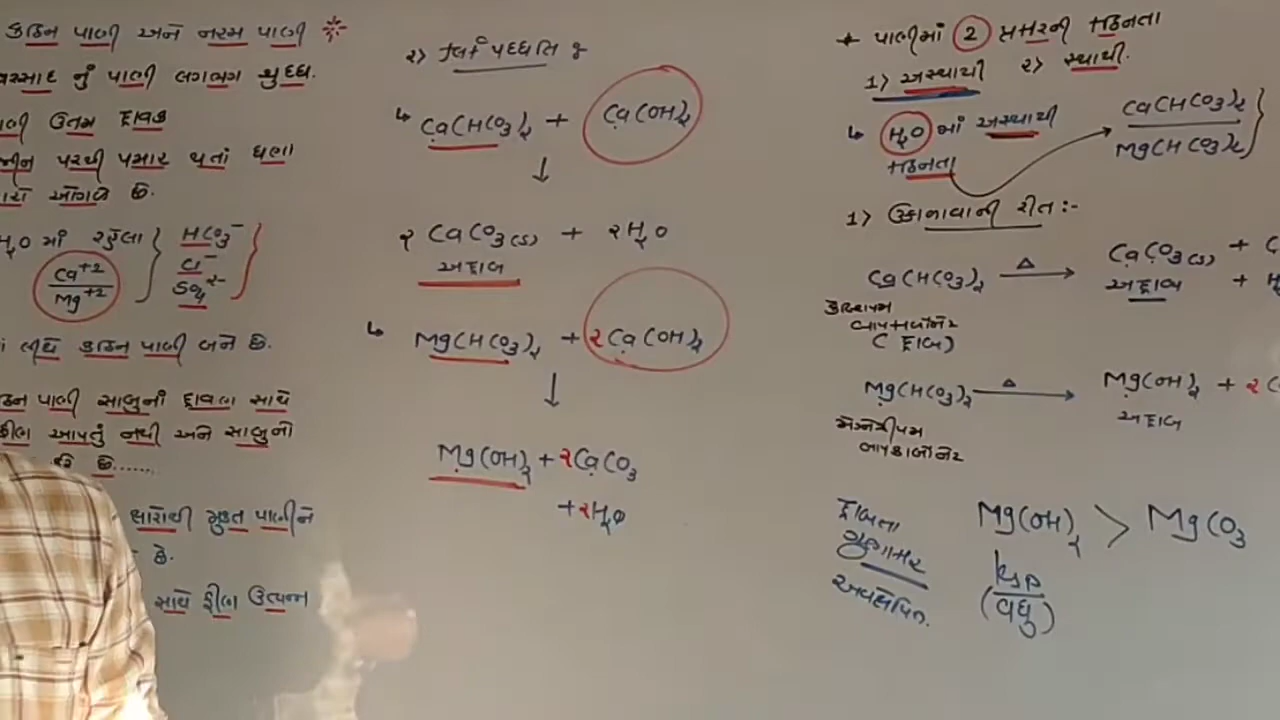 કઠિન પાણી અને નરમ પાણી
વરસાદ નું પાણી લગભગ શુદ્ધ.
ઉત્તમ દ્રાવક
પરથી પસાર થતાં ઘણા
ઓગળે છે.
H₂O માં રહેલા } HCO₃⁻ }
Ca⁺² Cl⁻
Mg⁺² SO₄²⁻
લીધે કઠિન પાણી બને છે.
પાણી સાબુનાં દ્રાવણ સાથે
આપતું નથી અને સાબુનો
છે......
ક્ષારોથી મુક્ત પાણીને
છે.
સાથે ફીણ ઉત્પન્ન
૨) ક્લાર્ક પધ્ધતિ :
↳ Ca(HCO₃)₂ + Ca(OH)₂
↓
૨ CaCO₃(s) + ૨H₂O
અદ્રાવ્ય
↳ Mg(HCO₃)₂ + ૨Ca(OH)₂
↓
Mg(OH)₂ + ૨CaCO₃
+ ૨H₂O
* પાણીમાં 2 પ્રકારની કઠિનતા
1) અસ્થાયી ૨) સ્થાયી.
↳ H₂O માં અસ્થાયી
કઠિનતા
Ca(HCO₃)₂
Mg(HCO₃)₂ }
1) ઉકાળવાની રીત :-
Ca(HCO₃)₂ Δ→ CaCO₃(s) +
અદ્રાવ્ય +
કેલ્શિયમ
બાયકાર્બોનેટ
(દ્રાવ્ય)
Mg(HCO₃)₂ Δ→ Mg(OH)₂ + ૨
અદ્રાવ્ય
મેગ્નેશીયમ
બાયકાર્બોનેટ
દ્રાવ્યતા
ગુણાકાર
અવક્ષેપિત.
Mg(OH)₂ > MgCO₃
Ksp
(વધુ)